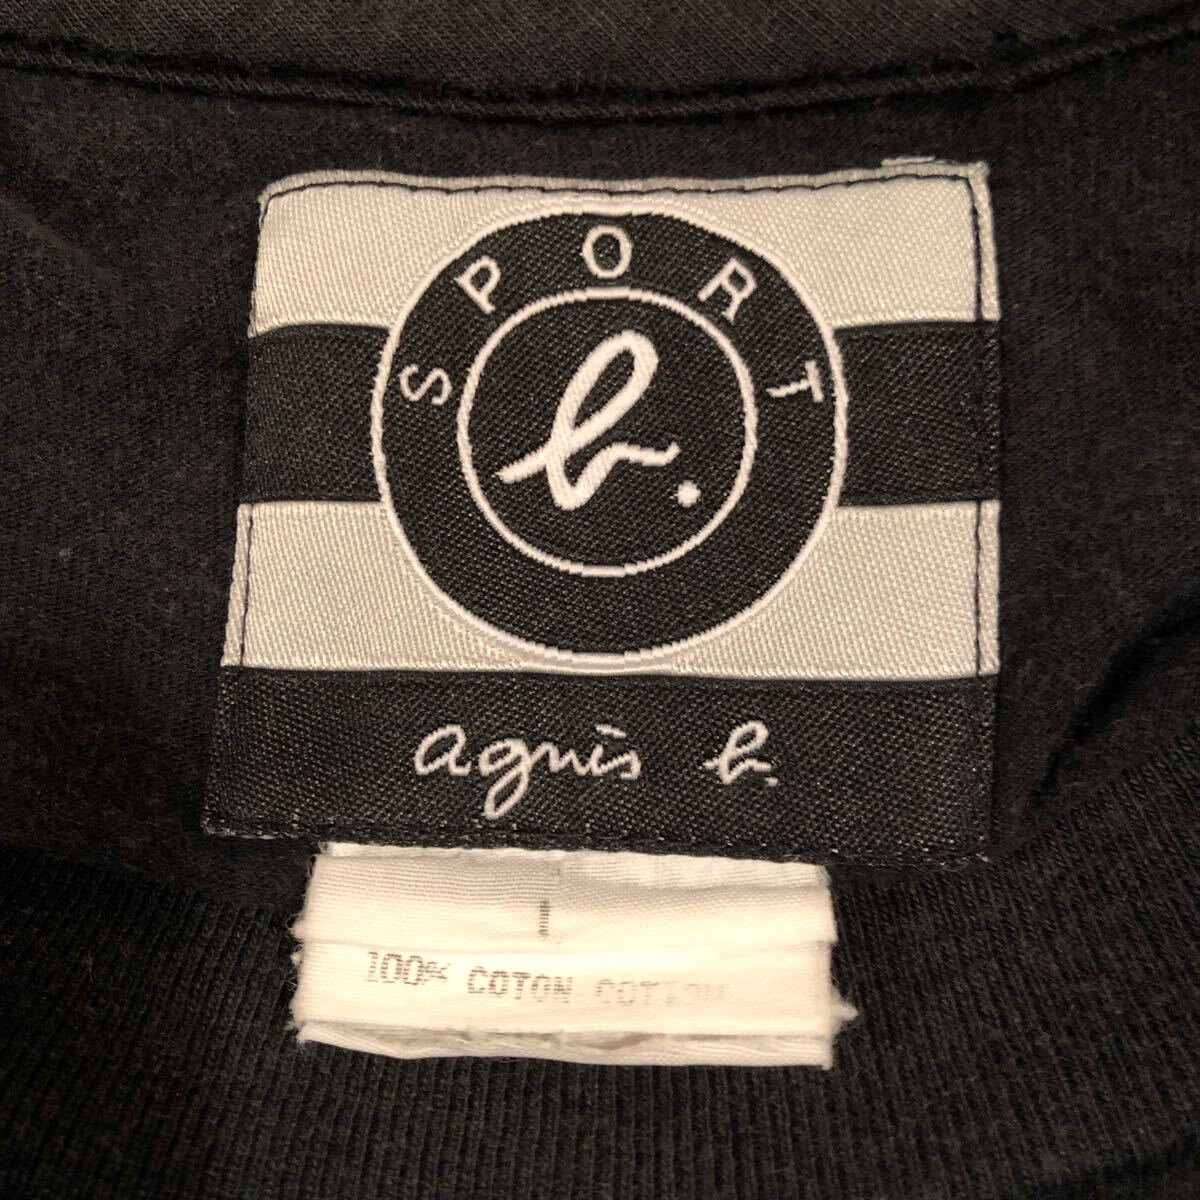 SPORT
b.
agnès b.
1
100% COTON COTTON